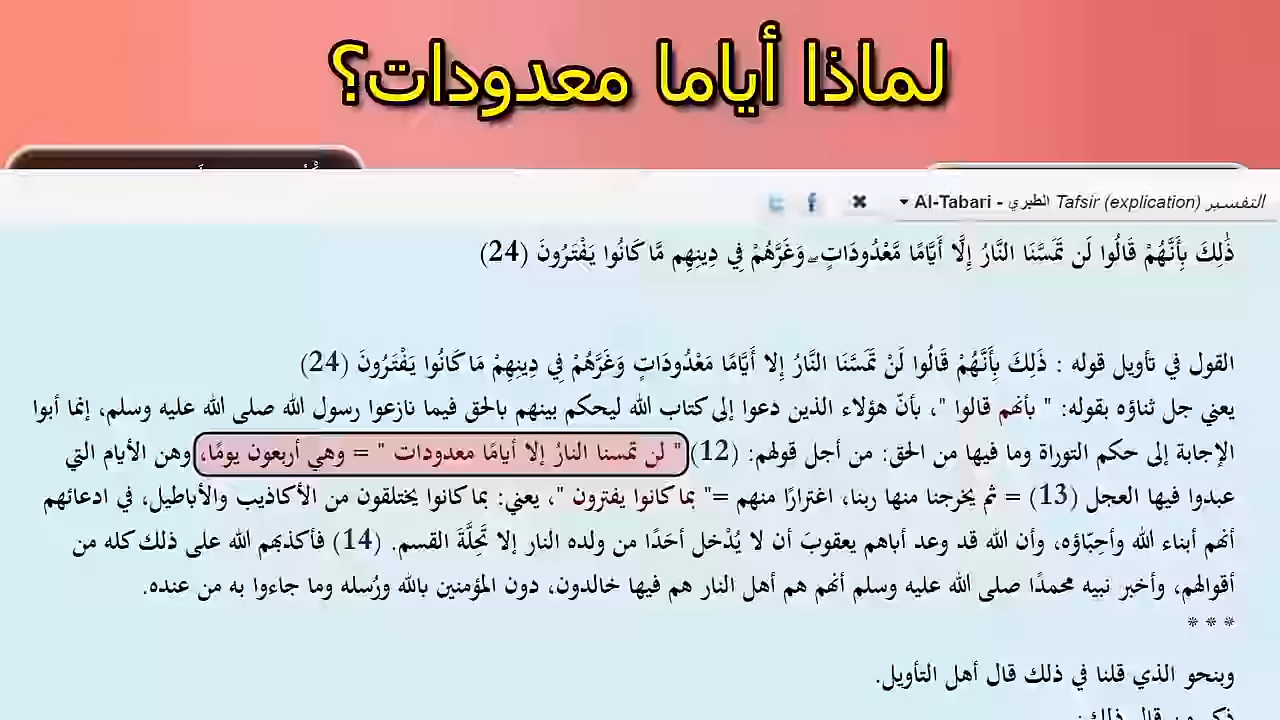 لماذا أياما معدودات؟
التفسير Tafsir (explication) الطبري - Al-Tabari
ذَٰلِكَ بِأَنَّهُمْ قَالُوا لَن تَمَسَّنَا النَّارُ إِلَّا أَيَّامًا مَّعْدُودَاتٍ ۖ وَغَرَّهُمْ فِي دِينِهِم مَّا كَانُوا يَفْتَرُونَ (24)
القول في تأويل قوله : ذَلِكَ بِأَنَّهُمْ قَالُوا لَنْ تَمَسَّنَا النَّارُ إِلا أَيَّامًا مَعْدُودَاتٍ وَغَرَّهُمْ فِي دِينِهِمْ مَا كَانُوا يَفْتَرُونَ (24)
يعني جل ثناؤه بقوله: " بأنهم قالوا "، بأنّ هؤلاء الذين دعوا إلى كتاب الله ليحكم بينهم بالحق فيما نازعوا رسول الله صلى الله عليه وسلم، إنما أبوا
الإجابة إلى حكم التوراة وما فيها من الحق: من أجل قولهم: (12) " لن تمسنا النارُ إلا أيامًا معدودات " = وهي أربعون يومًا، وهن الأيام التي
عبدوا فيها العجل (13) = ثم يخرجنا منها ربنا، اغترارًا منهم =" بما كانوا يفترون "، يعني: بما كانوا يختلقون من الأكاذيب والأباطيل، في ادعائهم
أنهم أبناء الله وأحِبّاؤه، وأن الله قد وعد أباهم يعقوبَ أن لا يُدْخل أحَدًا من ولده النار إلا تَحِلَّةَ القسم. (14) فأكذبهم الله على ذلك كله من
أقوالهم، وأخبر نبيه محمدًا صلى الله عليه وسلم أنهم هم أهل النار هم فيها خالدون، دون المؤمنين بالله ورُسله وما جاءوا به من عنده.
* * *
وبنحو الذي قلنا في ذلك قال أهل التأويل.
ذكر من قال ذلك: